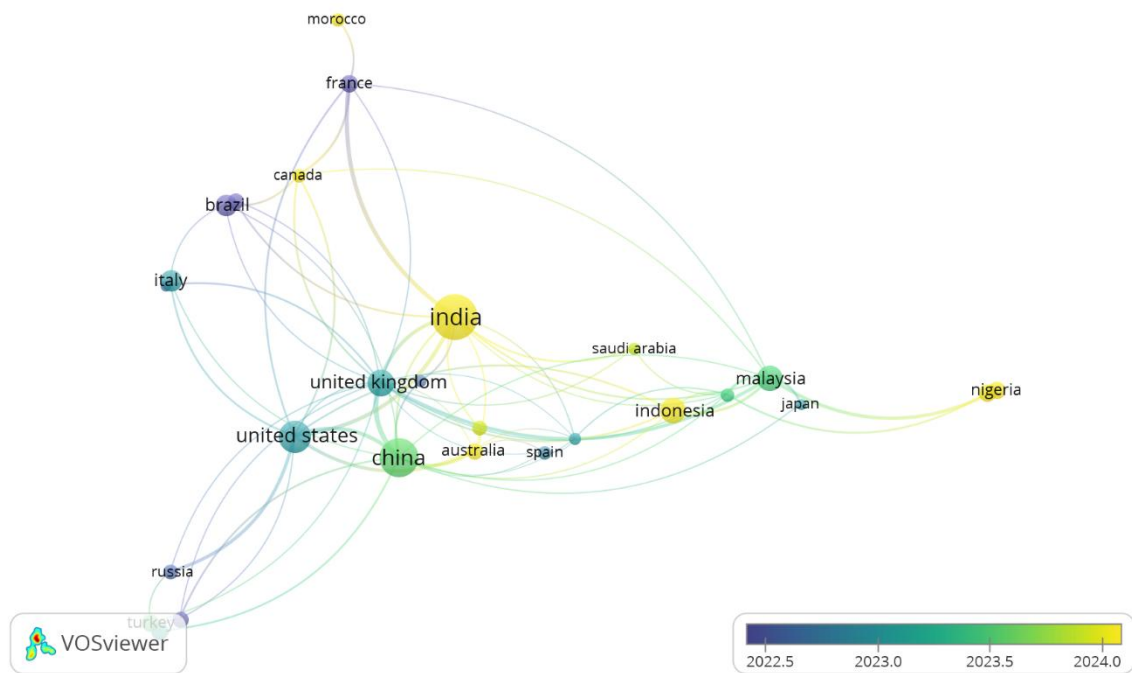 morocco
france
canada
brazil
italy
india
saudi arabia
united kingdom
malaysia
nigeria
japan
indonesia
united states
australia
spain
china
russia
turkey
VOSviewer
2022.5 2023.0 2023.5 2024.0